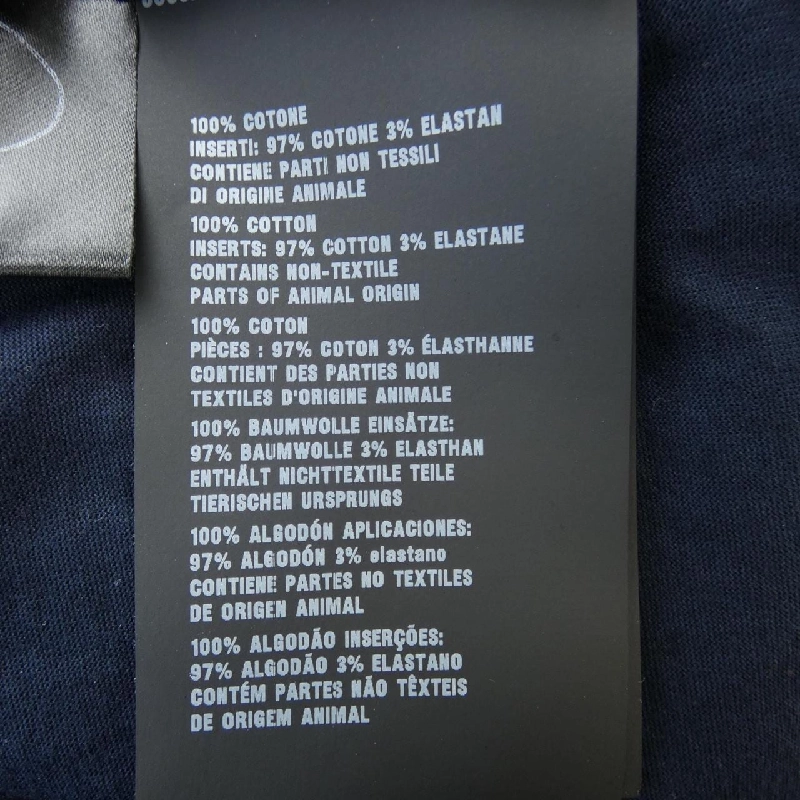 100% COTONE
INSERTI: 97% COTONE 3% ELASTAN
CONTIENE PARTI NON TESSILI
DI ORIGINE ANIMALE
100% COTTON
INSERTS: 97% COTTON 3% ELASTANE
CONTAINS NON-TEXTILE
PARTS OF ANIMAL ORIGIN
100% COTON
PIÈCES : 97% COTON 3% ÉLASTHANNE
CONTIENT DES PARTIES NON
TEXTILES D'ORIGINE ANIMALE
100% BAUMWOLLE EINSÄTZE:
97% BAUMWOLLE 3% ELASTHAN
ENTHÄLT NICHTTEXTILE TEILE
TIERISCHEN URSPRUNGS
100% ALGODÓN APLICACIONES:
97% ALGODÓN 3% elastano
CONTIENE PARTES NO TEXTILES
DE ORIGEN ANIMAL
100% ALGODÃO INSERÇÕES:
97% ALGODÃO 3% ELASTANO
CONTÉM PARTES NÃO TÊXTEIS
DE ORIGEM ANIMAL